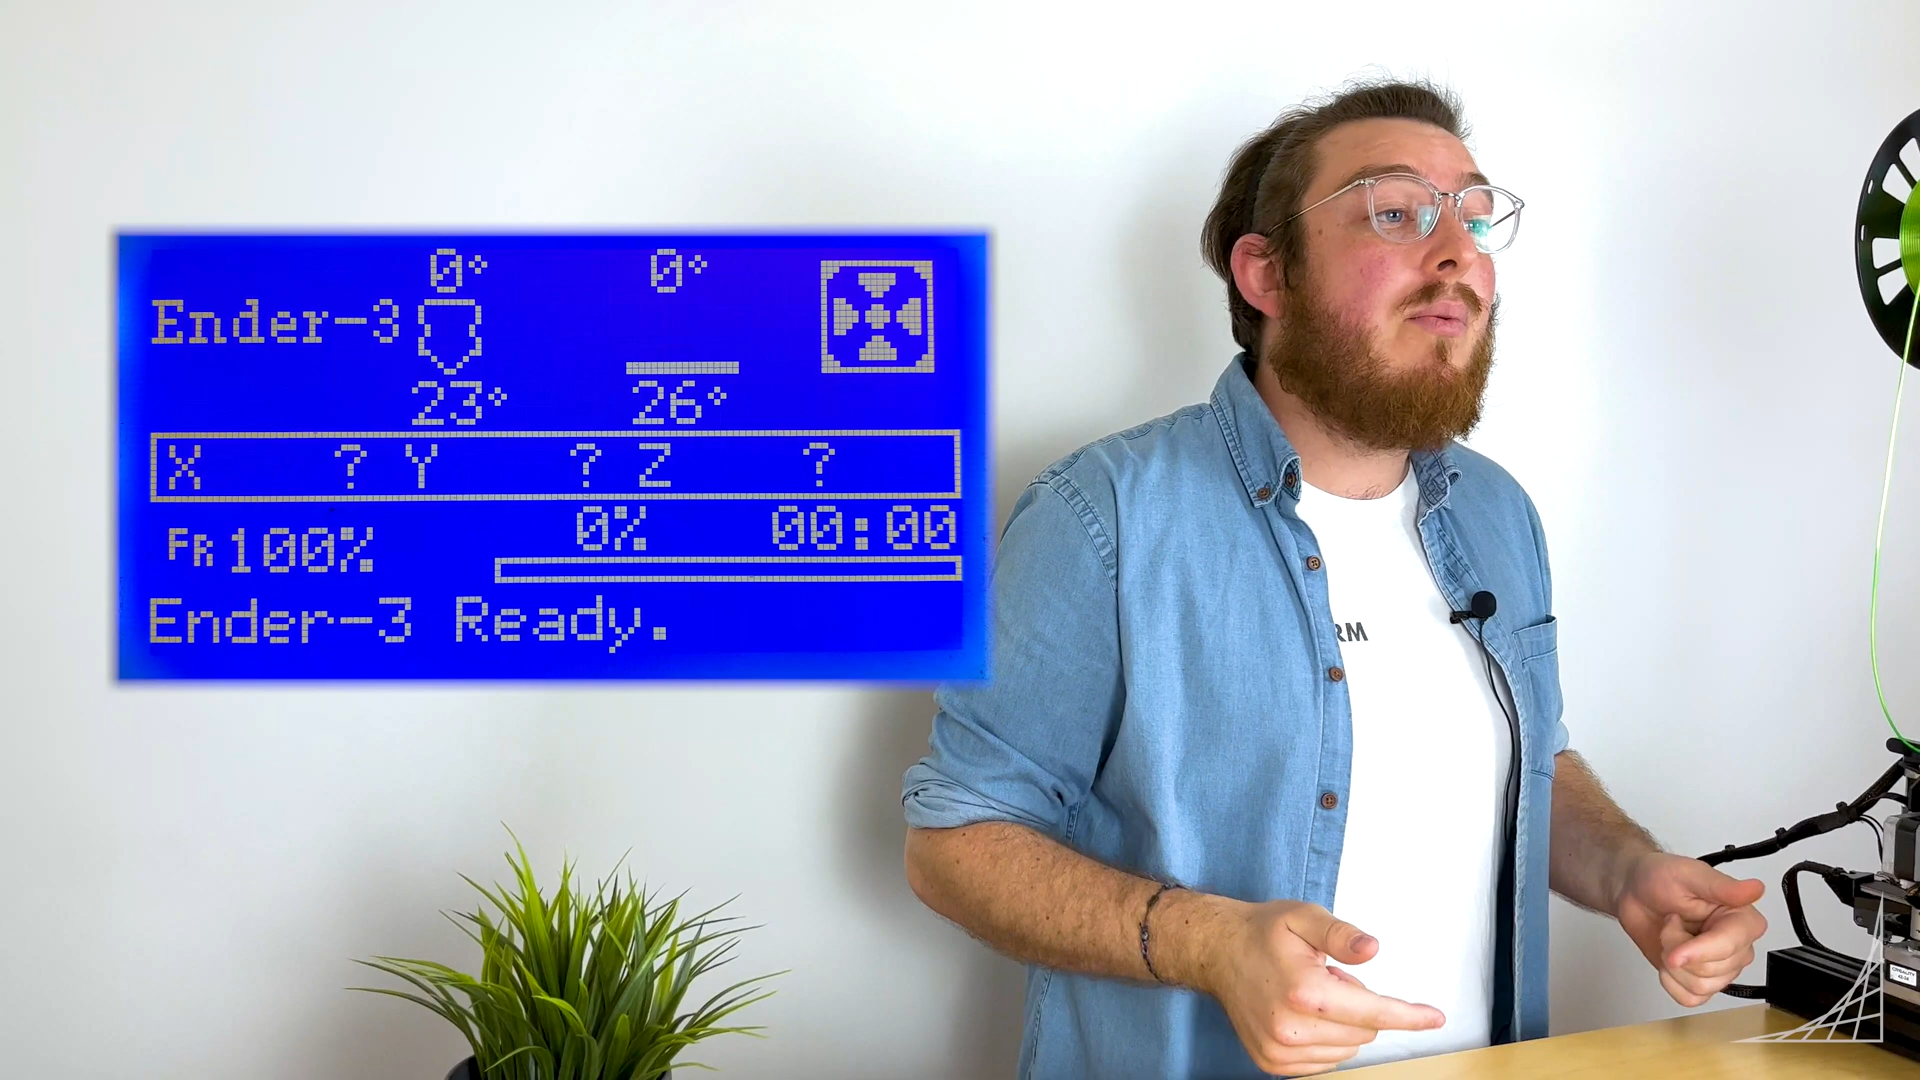 0° 0°
Ender-3
23° 26°
X ? Y ? Z ?
0% 00:00
FR 100%
Ender-3 Ready.
RM